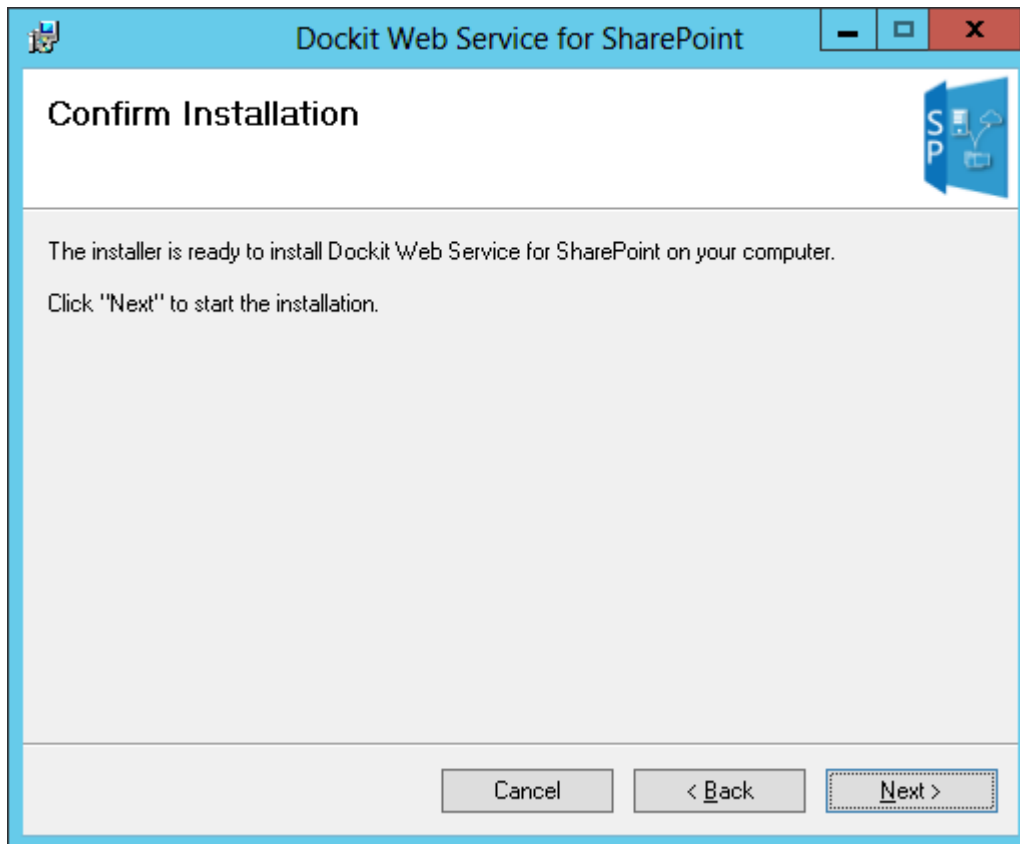 Dockit Web Service for SharePoint
Confirm Installation
S
P
The installer is ready to install Dockit Web Service for SharePoint on your computer.
Click "Next" to start the installation.
Cancel
< Back
Next >